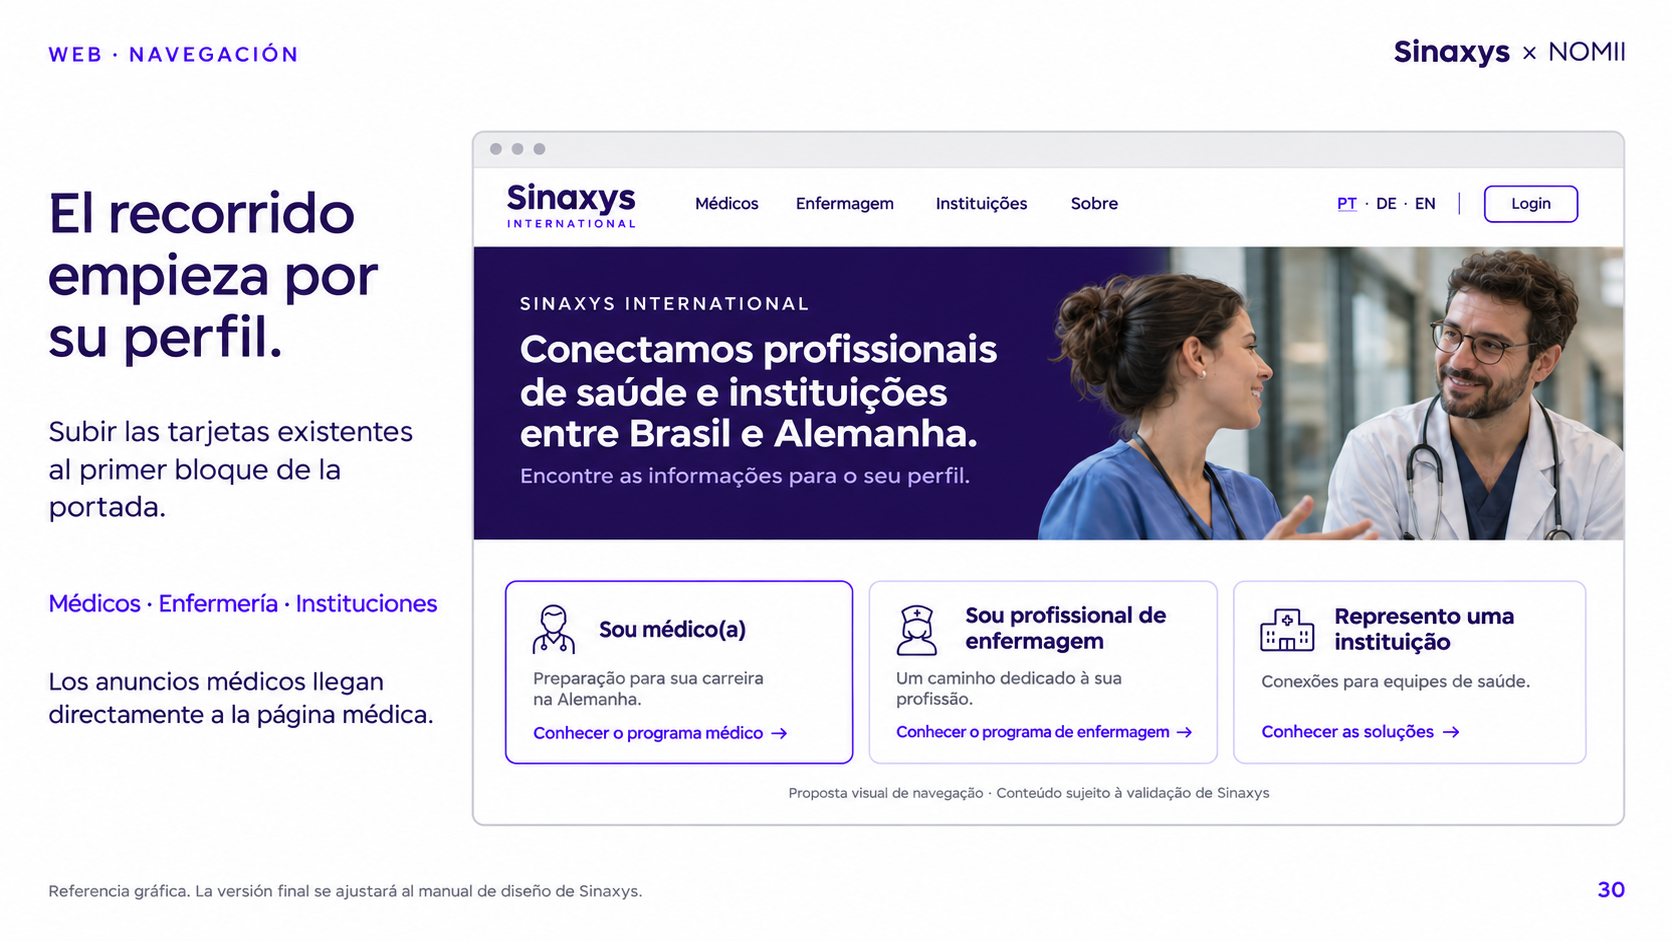 WEB · NAVEGACIÓN
Sinaxys × NOMII
El recorrido
empieza por
su perfil.
Subir las tarjetas existentes
al primer bloque de la
portada.
Médicos · Enfermería · Instituciones
Los anuncios médicos llegan
directamente a la página médica.
Sinaxys
INTERNATIONAL
Médicos
Enfermagem
Instituições
Sobre
PT · DE · EN
Login
SINAXYS INTERNATIONAL
Conectamos profissionais
de saúde e instituições
entre Brasil e Alemanha.
Encontre as informações para o seu perfil.
Sou médico(a)
Preparação para sua carreira
na Alemanha.
Conhecer o programa médico →
Sou profissional de
enfermagem
Um caminho dedicado à sua
profissão.
Conhecer o programa de enfermagem →
Represento uma
instituição
Conexões para equipes de saúde.
Conhecer as soluções →
Proposta visual de navegação · Conteúdo sujeito à validação de Sinaxys
Referencia gráfica. La versión final se ajustará al manual de diseño de Sinaxys.
30